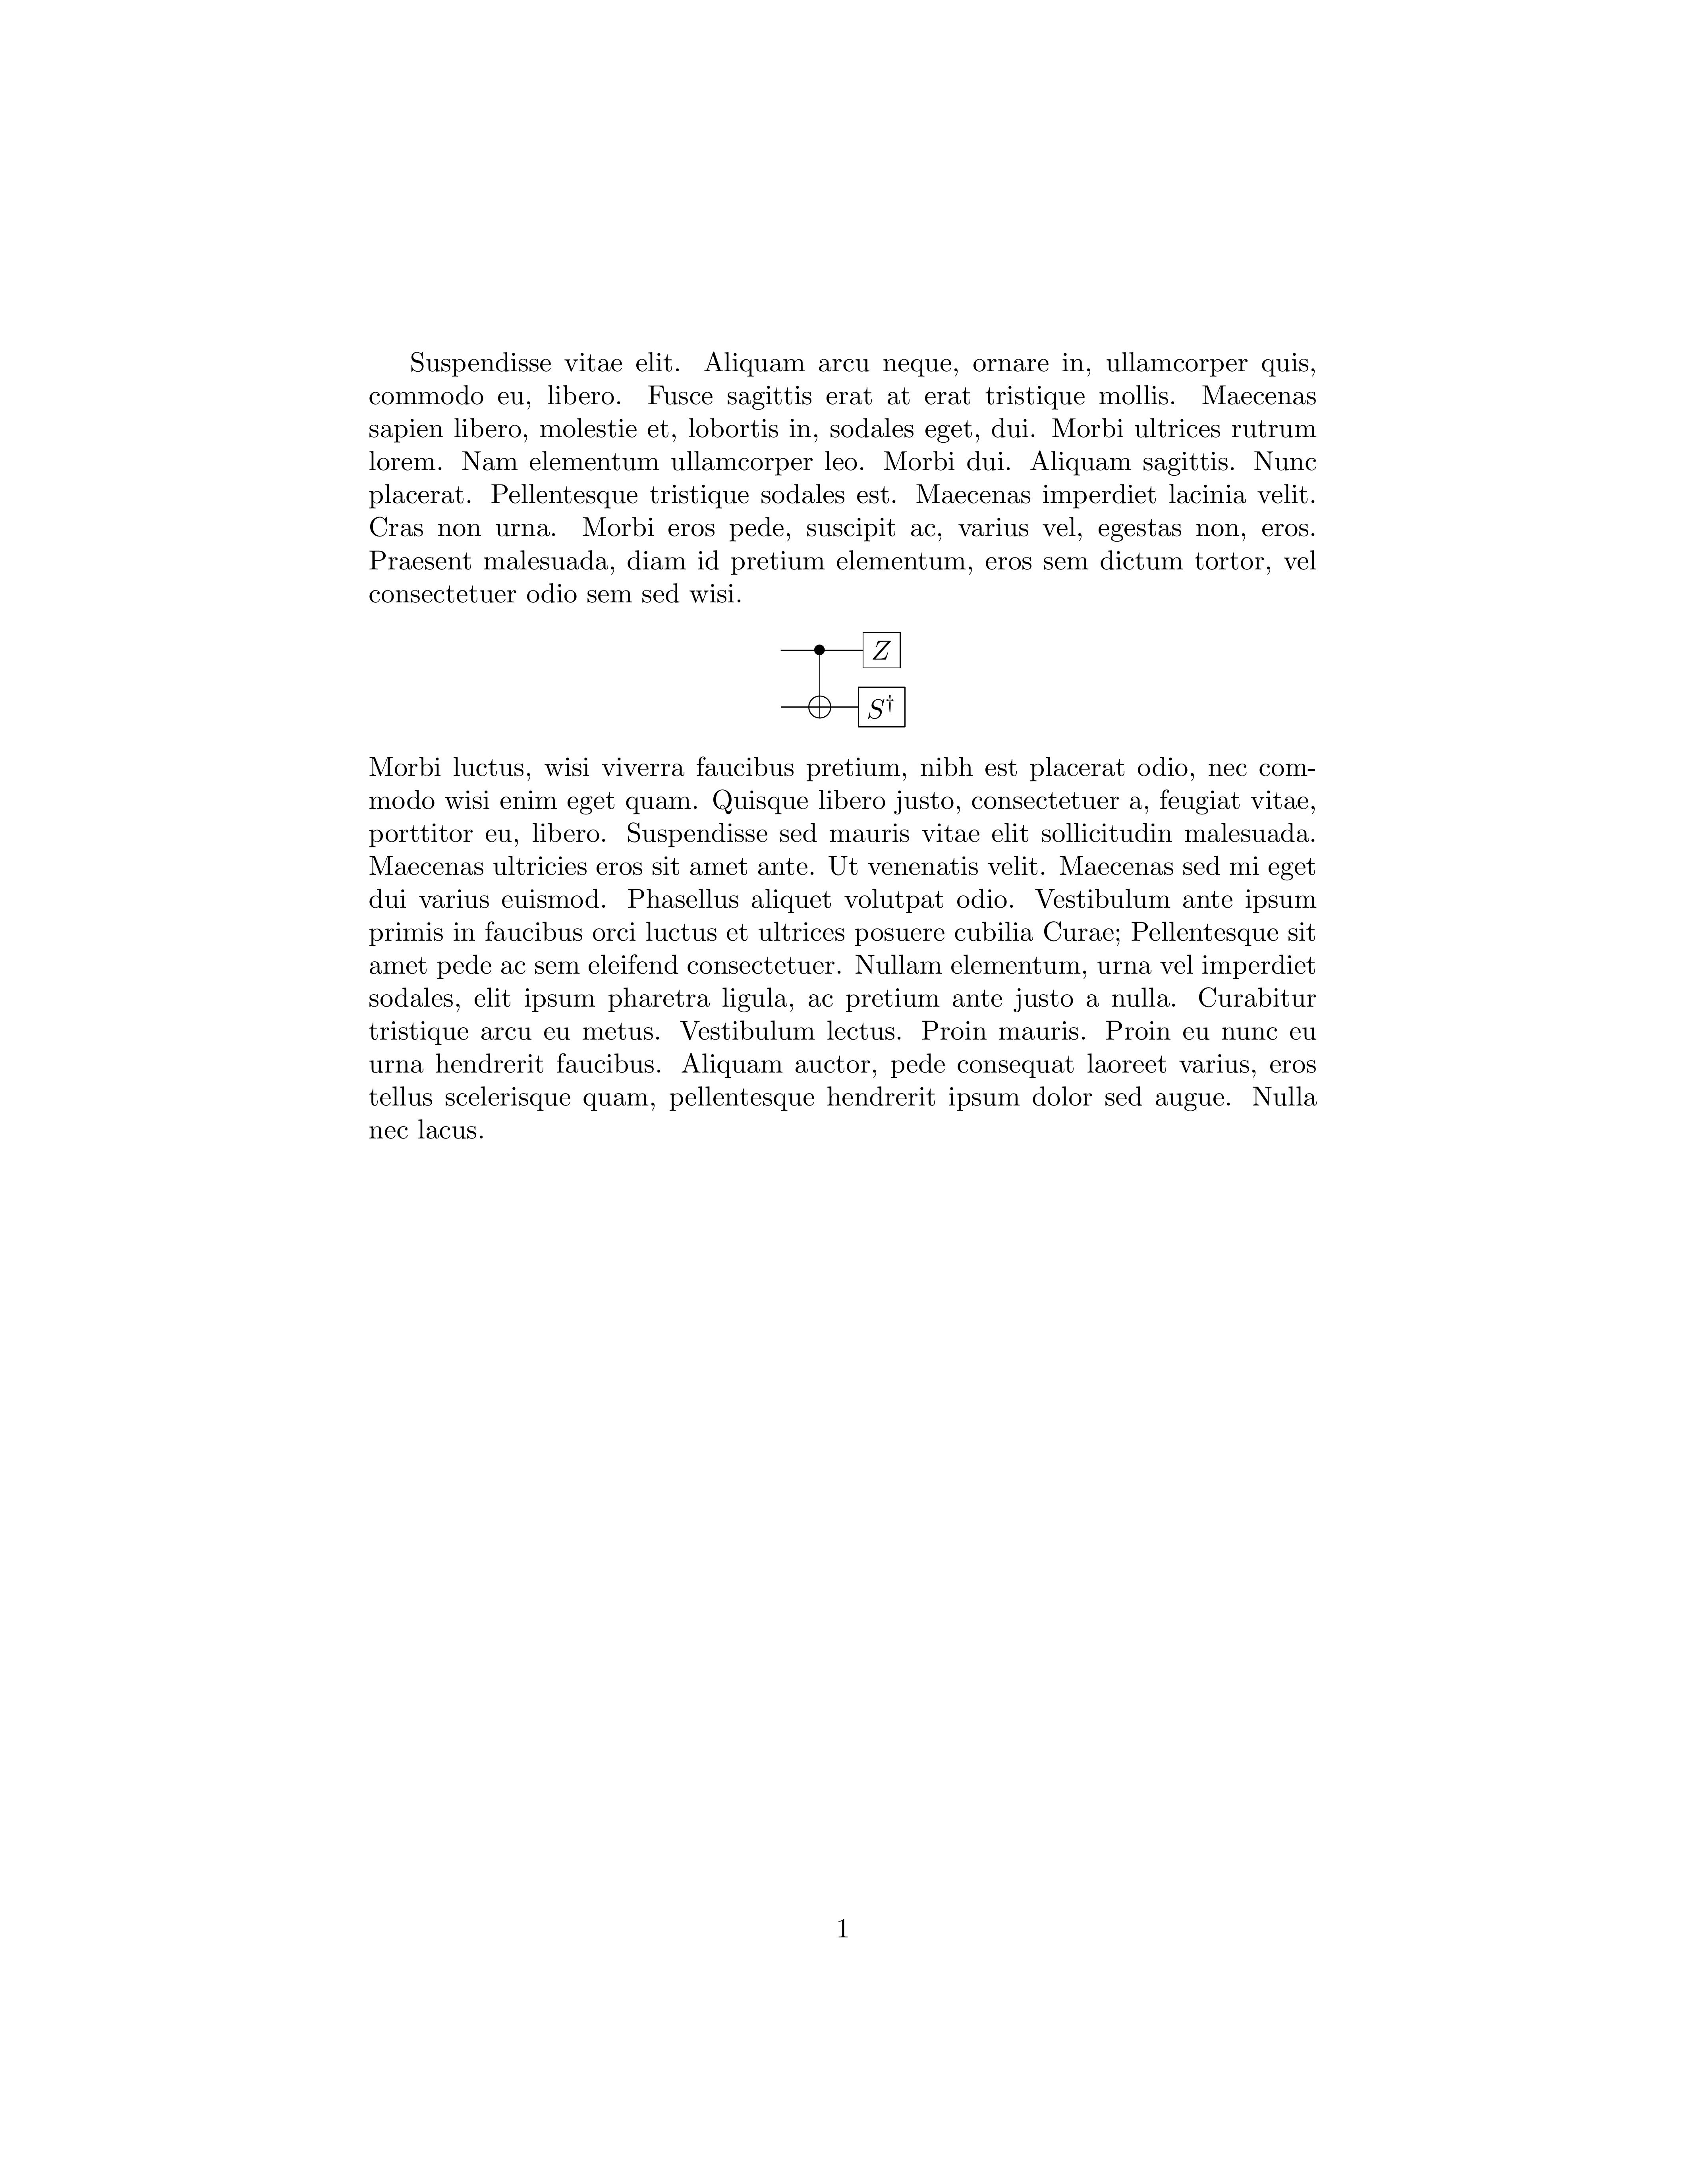 Suspendisse vitae elit. Aliquam arcu neque, ornare in, ullamcorper quis,
commodo eu, libero. Fusce sagittis erat at erat tristique mollis. Maecenas
sapien libero, molestie et, lobortis in, sodales eget, dui. Morbi ultrices rutrum
lorem. Nam elementum ullamcorper leo. Morbi dui. Aliquam sagittis. Nunc
placerat. Pellentesque tristique sodales est. Maecenas imperdiet lacinia velit.
Cras non urna. Morbi eros pede, suscipit ac, varius vel, egestas non, eros.
Praesent malesuada, diam id pretium elementum, eros sem dictum tortor, vel
consectetuer odio sem sed wisi.
Z
S†
Morbi luctus, wisi viverra faucibus pretium, nibh est placerat odio, nec com-
modo wisi enim eget quam. Quisque libero justo, consectetuer a, feugiat vitae,
porttitor eu, libero. Suspendisse sed mauris vitae elit sollicitudin malesuada.
Maecenas ultricies eros sit amet ante. Ut venenatis velit. Maecenas sed mi eget
dui varius euismod. Phasellus aliquet volutpat odio. Vestibulum ante ipsum
primis in faucibus orci luctus et ultrices posuere cubilia Curae; Pellentesque sit
amet pede ac sem eleifend consectetuer. Nullam elementum, urna vel imperdiet
sodales, elit ipsum pharetra ligula, ac pretium ante justo a nulla. Curabitur
tristique arcu eu metus. Vestibulum lectus. Proin mauris. Proin eu nunc eu
urna hendrerit faucibus. Aliquam auctor, pede consequat laoreet varius, eros
tellus scelerisque quam, pellentesque hendrerit ipsum dolor sed augue. Nulla
nec lacus.
1